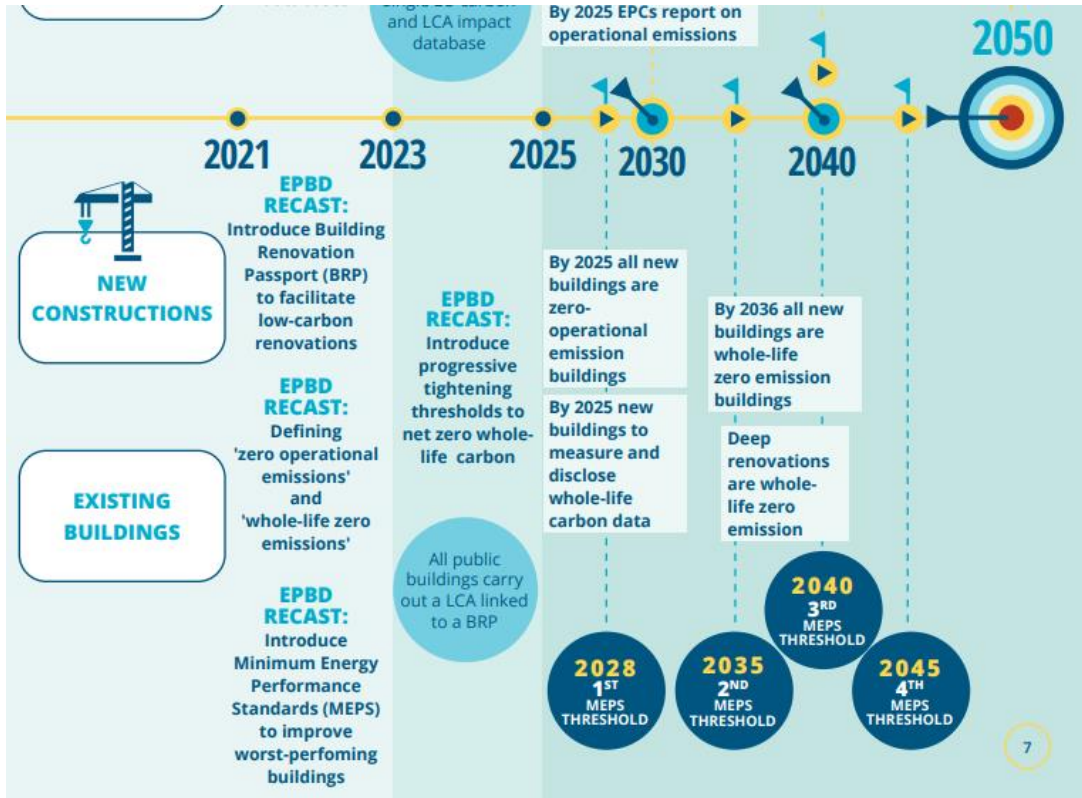 and LCA impact
database
By 2025 EPCs report on
operational emissions
2050
2021
2023
2025
2030
2040
NEW
CONSTRUCTIONS
EXISTING
BUILDINGS
EPBD
RECAST:
Introduce Building
Renovation
Passport (BRP)
to facilitate
low-carbon
renovations
EPBD
RECAST:
Defining
'zero operational
emissions'
and
'whole-life zero
emissions'
EPBD
RECAST:
Introduce
Minimum Energy
Performance
Standards (MEPS)
to improve
worst-perfoming
buildings
EPBD
RECAST:
Introduce
progressive
tightening
thresholds to
net zero whole-
life carbon
All public
buildings carry
out a LCA linked
to a BRP
By 2025 all new
buildings are
zero-
operational
emission
buildings
By 2025 new
buildings to
measure and
disclose
whole-life
carbon data
By 2036 all new
buildings are
whole-life
zero emission
buildings
Deep
renovations
are whole-
life zero
emission
2028
1ST
MEPS
THRESHOLD
2035
2ND
MEPS
THRESHOLD
2040
3RD
MEPS
THRESHOLD
2045
4TH
MEPS
THRESHOLD
7